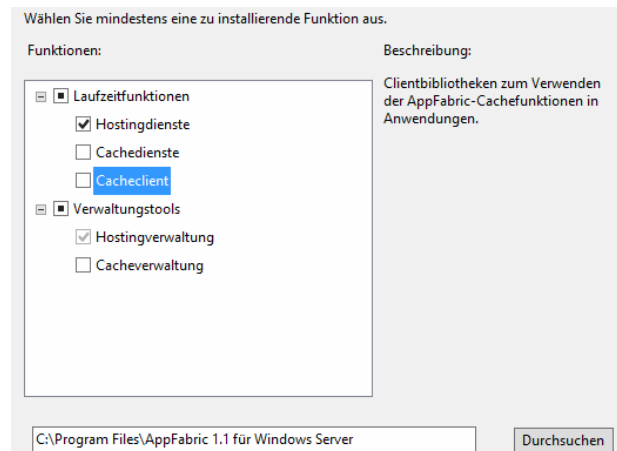 Wählen Sie mindestens eine zu installierende Funktion aus.
Funktionen:
Beschreibung:
Laufzeitfunktionen
Hostingdienste
Cachedienste
Cacheclient
Verwaltungstools
Hostingverwaltung
Cacheverwaltung
Clientbibliotheken zum Verwenden
der AppFabric-Cachefunktionen in
Anwendungen.
C:\Program Files\AppFabric 1.1 für Windows Server
Durchsuchen